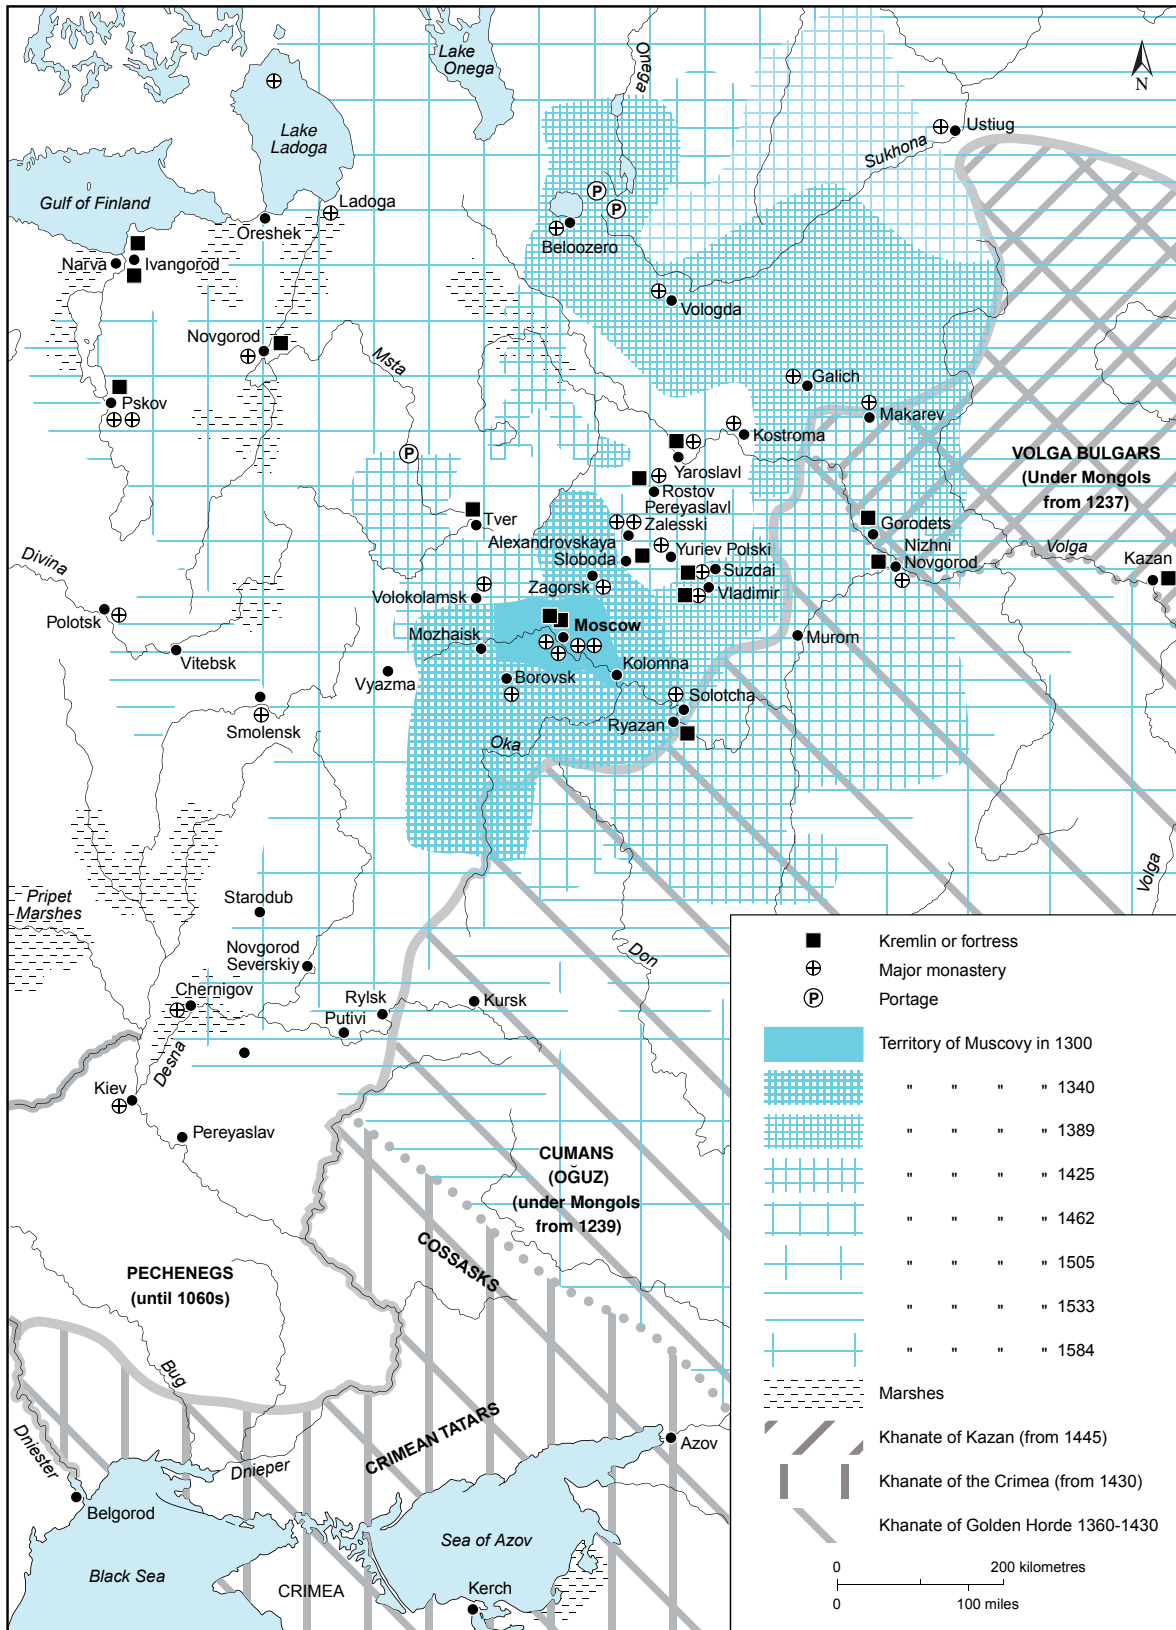 Lake
Onega
Onega
N
Lake
Ladoga
Ustiug
Sukhona
Gulf of Finland
Ladoga
Oreshek
Beloozero
P
P
Narva
Ivangorod
Vologda
Novgorod
Msta
Galich
Pskov
Makarev
Kostroma
P
Yaroslavl
VOLGA BULGARS
(Under Mongols
from 1237)
Rostov
Pereyaslavl
Zalesski
Tver
Gorodets
Alexandrovskaya
Sloboda
Yuriev Polski
Nizhni
Novgorod
Volga
Kazan
Divina
Suzdai
Zagorsk
Vladimir
Volokolamsk
Polotsk
Moscow
Mozhaisk
Murom
Vitebsk
Kolomna
Vyazma
Borovsk
Solotcha
Smolensk
Ryazan
Oka
Volga
Pripet
Marshes
Starodub
Novgorod
Severskiy
Don
Chernigov
Rylsk
Kursk
Putivi
Desna
Kiev
Pereyaslav
CUMANS
(OĞUZ)
(under Mongols
from 1239)
COSSASKS
PECHENEGS
(until 1060s)
Bug
CRIMEAN TATARS
Dniester
Dnieper
Azov
Belgorod
Sea of Azov
Black Sea
CRIMEA
Kerch
Kremlin or fortress
Major monastery
P Portage
Territory of Muscovy in 1300
" " " " 1340
" " " " 1389
" " " " 1425
" " " " 1462
" " " " 1505
" " " " 1533
" " " " 1584
Marshes
Khanate of Kazan (from 1445)
Khanate of the Crimea (from 1430)
Khanate of Golden Horde 1360-1430
0 200 kilometres
0 100 miles